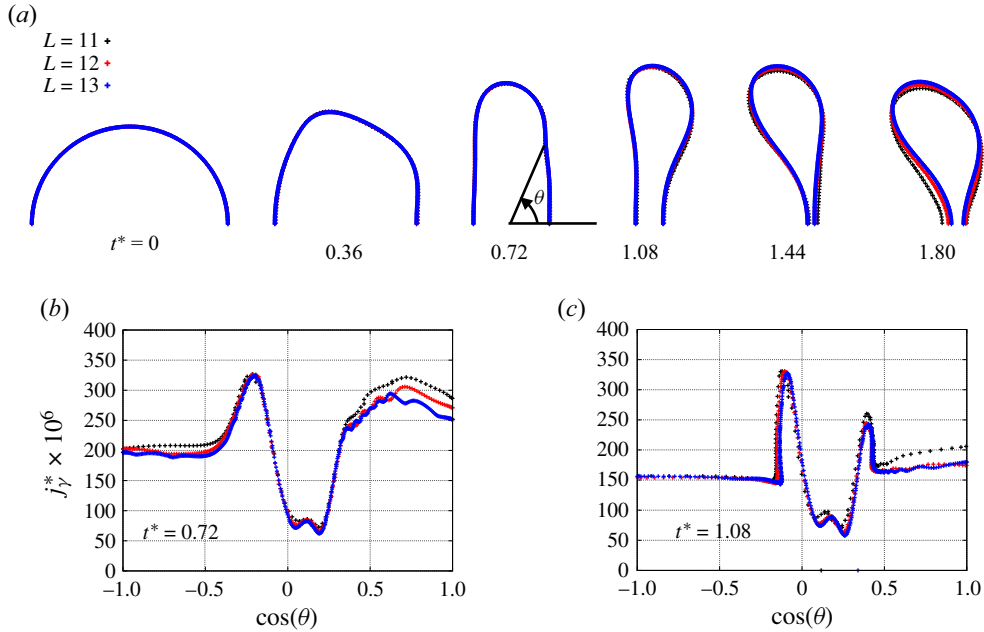 (a)
L = 11
L = 12
L = 13
θ
t* = 0
0.36
0.72
1.08
1.44
1.80
(b)
400
350
300
250
200
150
100
50
0
j*γ × 10^6
t* = 0.72
−1.0 −0.5 0 0.5 1.0
cos(θ)
(c)
400
350
300
250
200
150
100
50
0
t* = 1.08
−1.0 −0.5 0 0.5 1.0
cos(θ)